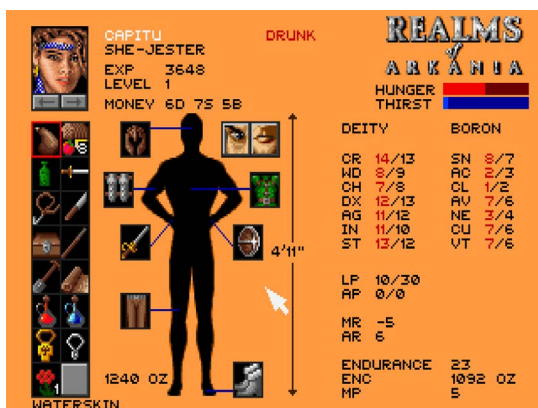 CAPITU
DRUNK
SHE-JESTER
EXP 3648
LEVEL 1
MONEY 6D 7S 5B
REALMS
of
ARKANIA
HUNGER
THIRST
DEITY BORON
CR 14/13 SN 8/7
WD 8/9 AC 2/3
CH 7/8 CL 1/2
DX 12/13 AV 7/6
AG 11/12 NE 3/4
IN 11/10 CU 7/6
ST 13/12 VT 7/6
4'11"
LP 10/30
AP 0/0
MR -5
AR 6
ENDURANCE 23
ENC 1092 OZ
MP 5
5
1
1240 OZ
WATERSKIN